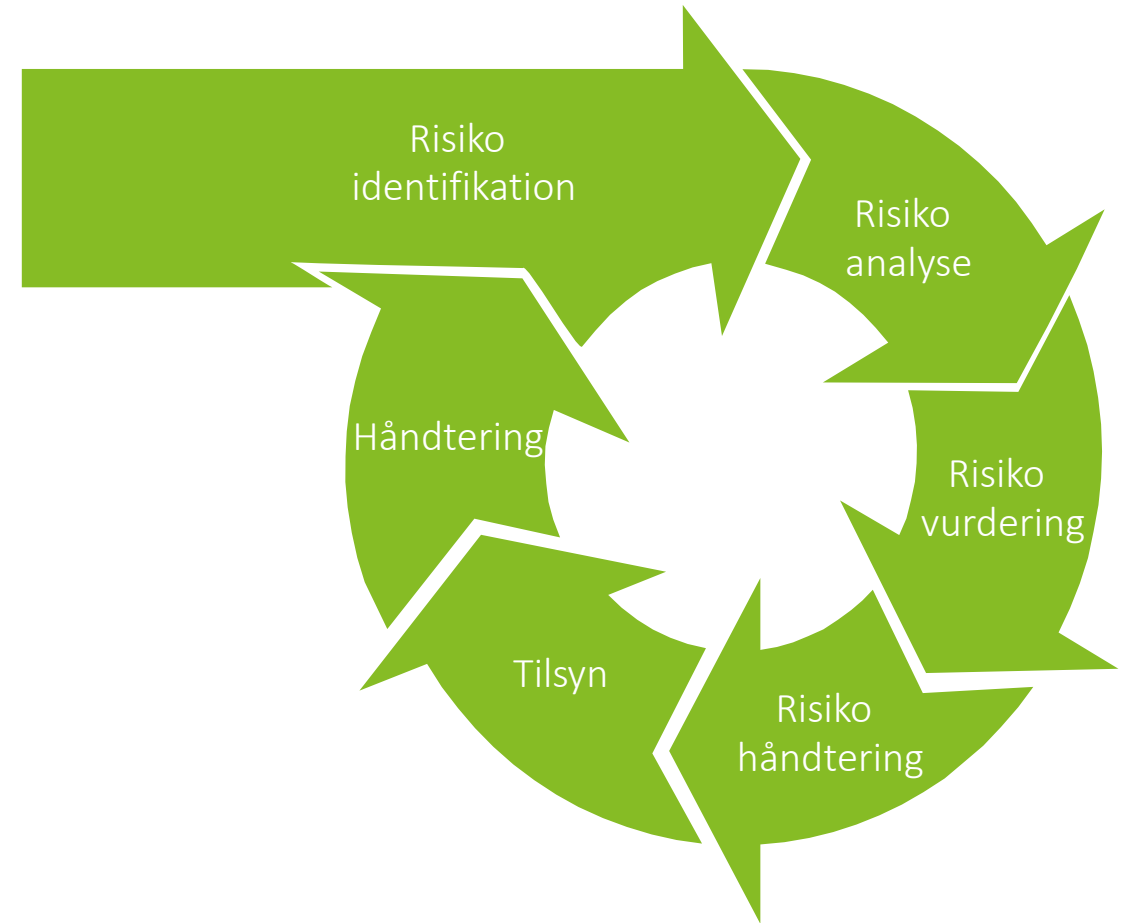 Risiko
identifikation
Risiko
analyse
Risiko
vurdering
Risiko
håndtering
Tilsyn
Håndtering